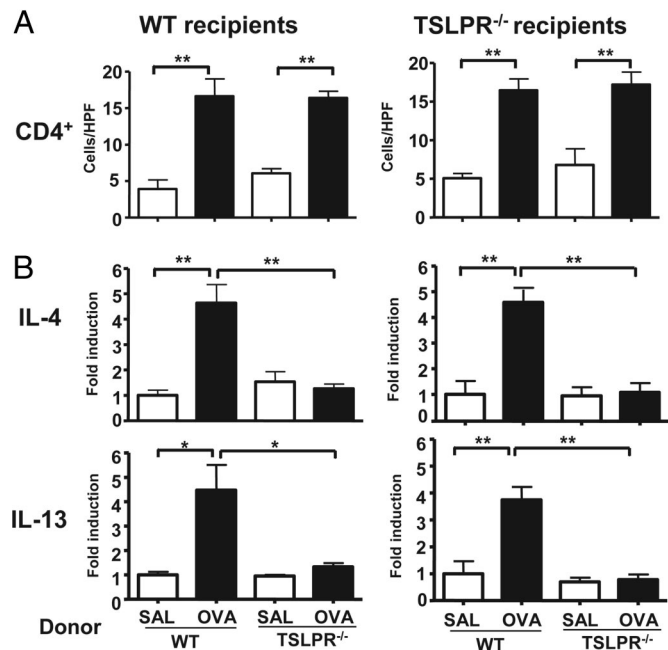 A
WT recipients
TSLPR-/- recipients
CD4+
Cells/HPF
20
15
10
5
0
**
**
Cells/HPF
20
15
10
5
0
**
**
B
IL-4
Fold induction
6
5
4
3
2
1
0
**
**
Fold induction
6
5
4
3
2
1
0
**
**
IL-13
Fold induction
6
5
4
3
2
1
0
*
*
Fold induction
6
5
4
3
2
1
0
**
**
Donor
SAL OVA SAL OVA
WT TSLPR-/-
SAL OVA SAL OVA
WT TSLPR-/-